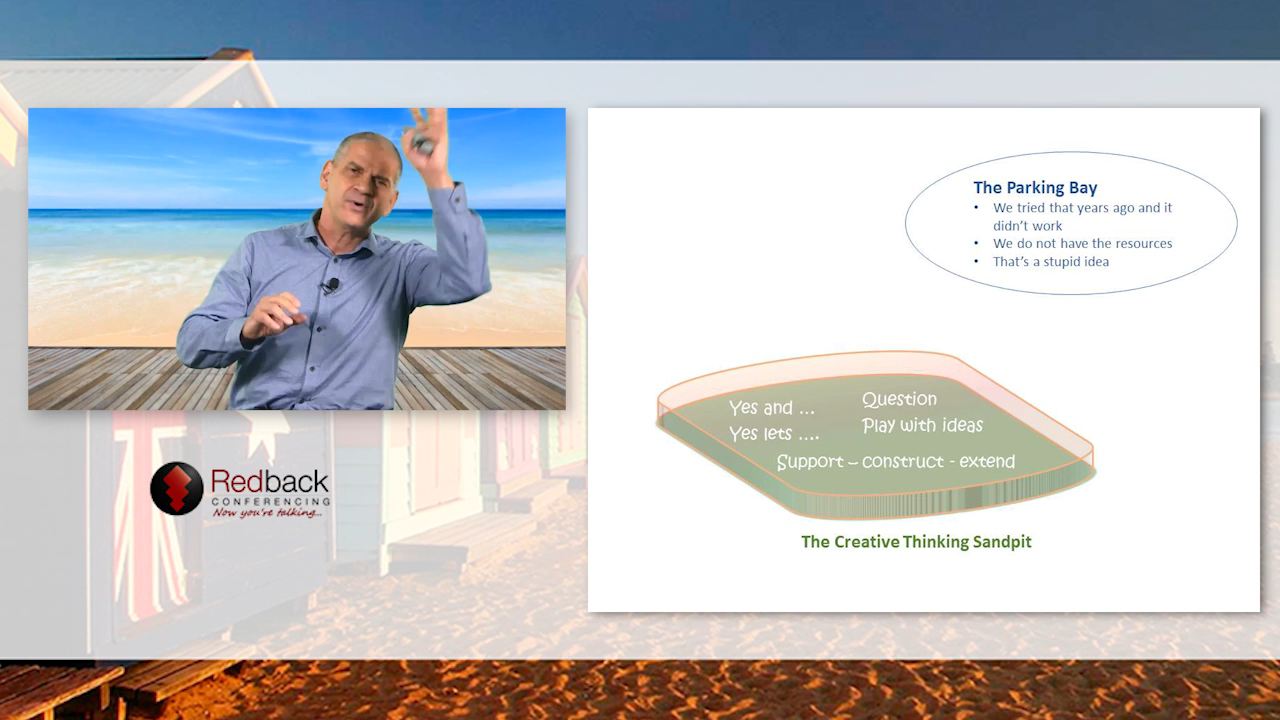 The Parking Bay
• We tried that years ago and it
didn't work
• We do not have the resources
• That's a stupid idea
Yes and ...
Question
Yes lets ....
Play with ideas
Support – construct - extend
The Creative Thinking Sandpit
Redback
CONFERENCING
Now you're talking...